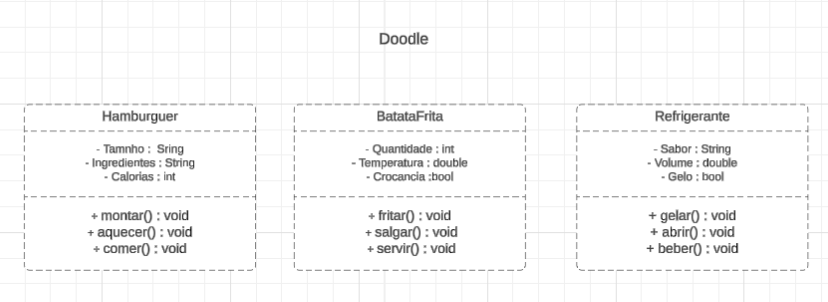 Doodle
Hamburguer
- Tamnho : Sring
- Ingredientes : String
- Calorias : int
+ montar() : void
+ aquecer() : void
+ comer() : void
BatataFrita
- Quantidade : int
- Temperatura : double
- Crocancia :bool
+ fritar() : void
+ salgar() : void
+ servir() : void
Refrigerante
- Sabor : String
- Volume : double
- Gelo : bool
+ gelar() : void
+ abrir() : void
+ beber() : void